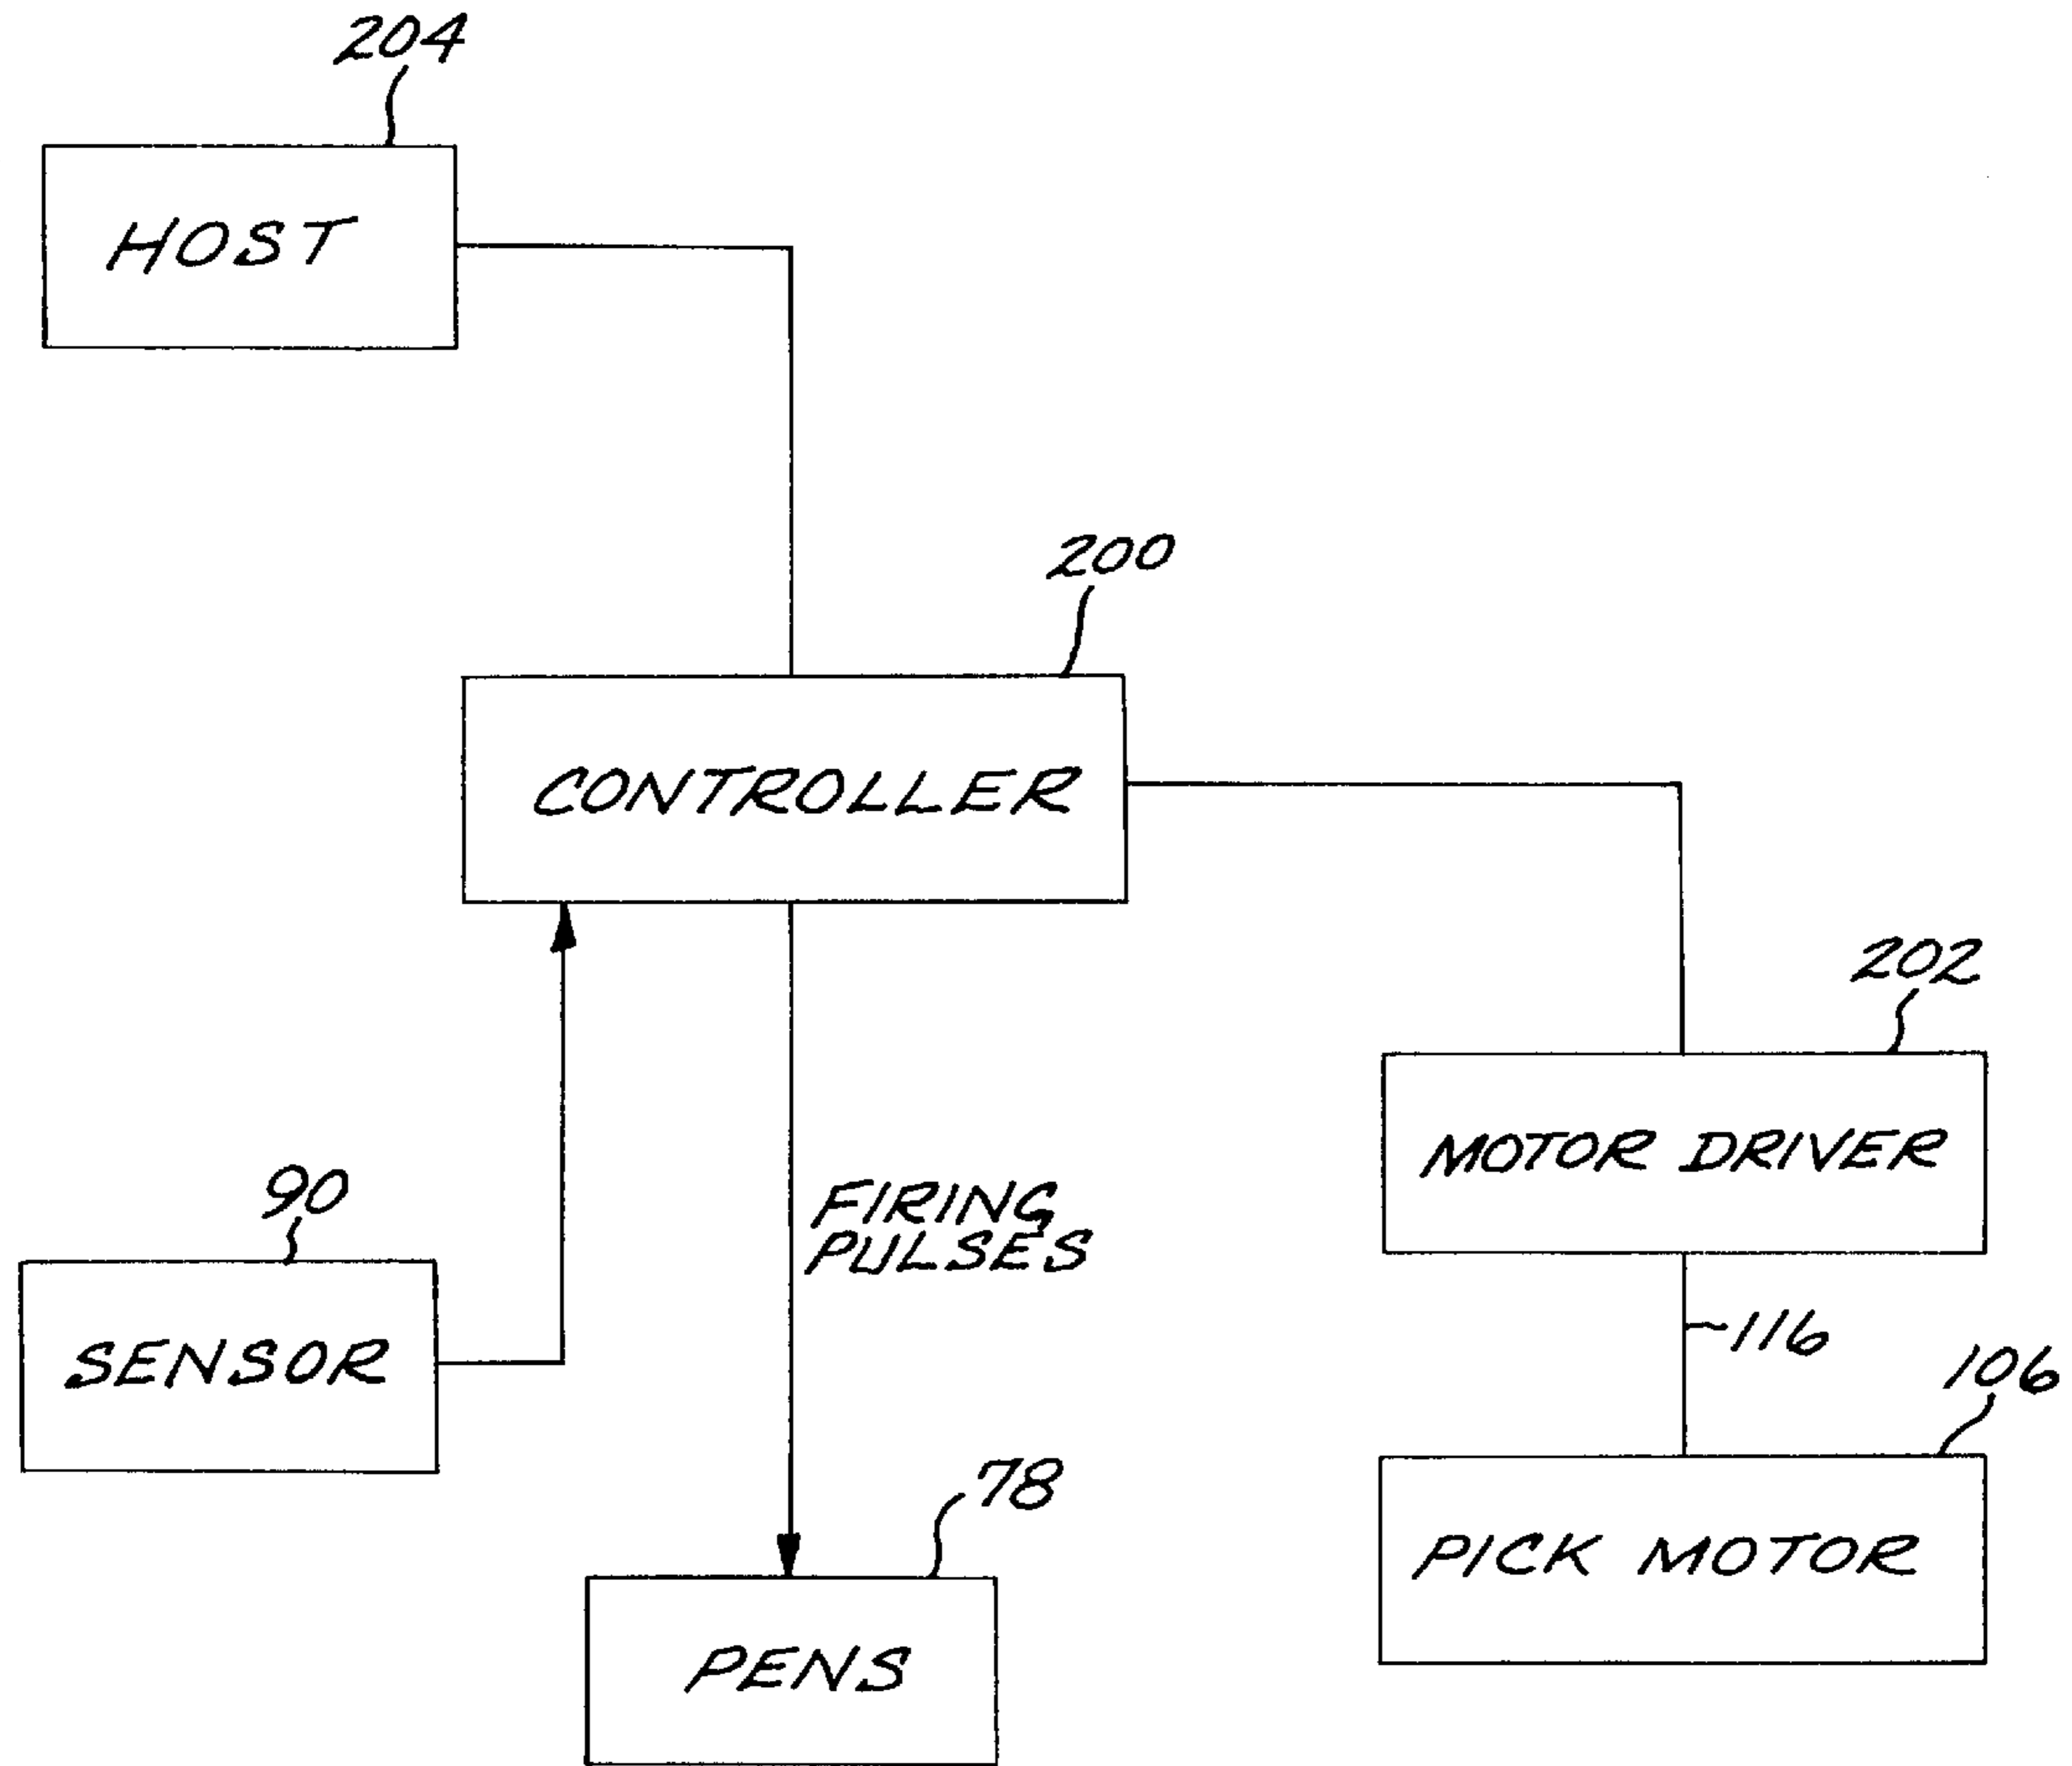 204
HOST
200
CONTROLLER
202
MOTOR DRIVER
90
FIRING
PULSES
SENSOR
116
106
78
PICK MOTOR
PENS